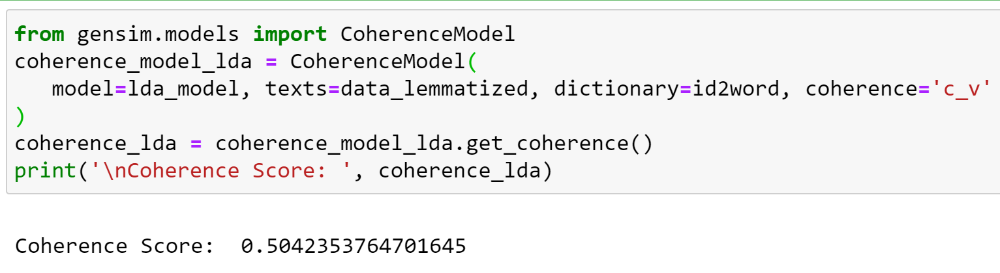 from gensim.models import CoherenceModel
coherence_model_lda = CoherenceModel(
   model=lda_model, texts=data_lemmatized, dictionary=id2word, coherence='c_v'
)
coherence_lda = coherence_model_lda.get_coherence()
print('\nCoherence Score: ', coherence_lda)
Coherence Score:  0.5042353764701645